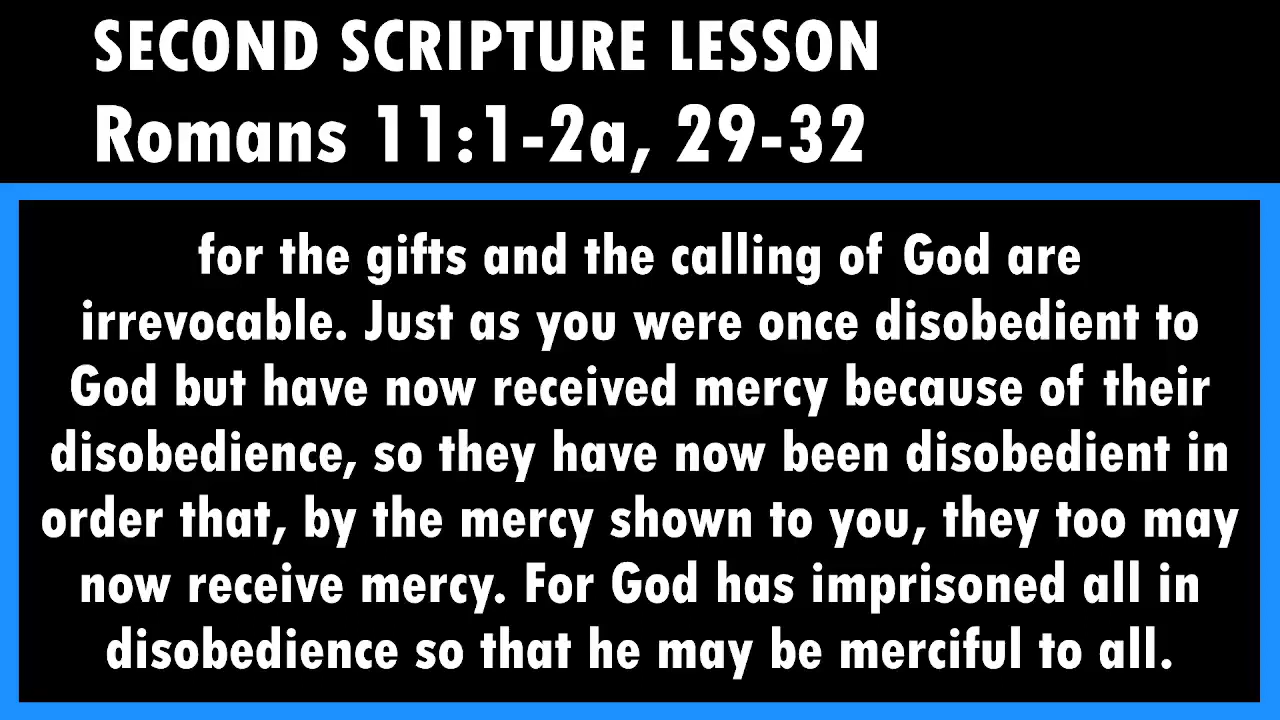 SECOND SCRIPTURE LESSON
Romans 11:1-2a, 29-32
for the gifts and the calling of God are
irrevocable. Just as you were once disobedient to
God but have now received mercy because of their
disobedience, so they have now been disobedient in
order that, by the mercy shown to you, they too may
now receive mercy. For God has imprisoned all in
disobedience so that he may be merciful to all.